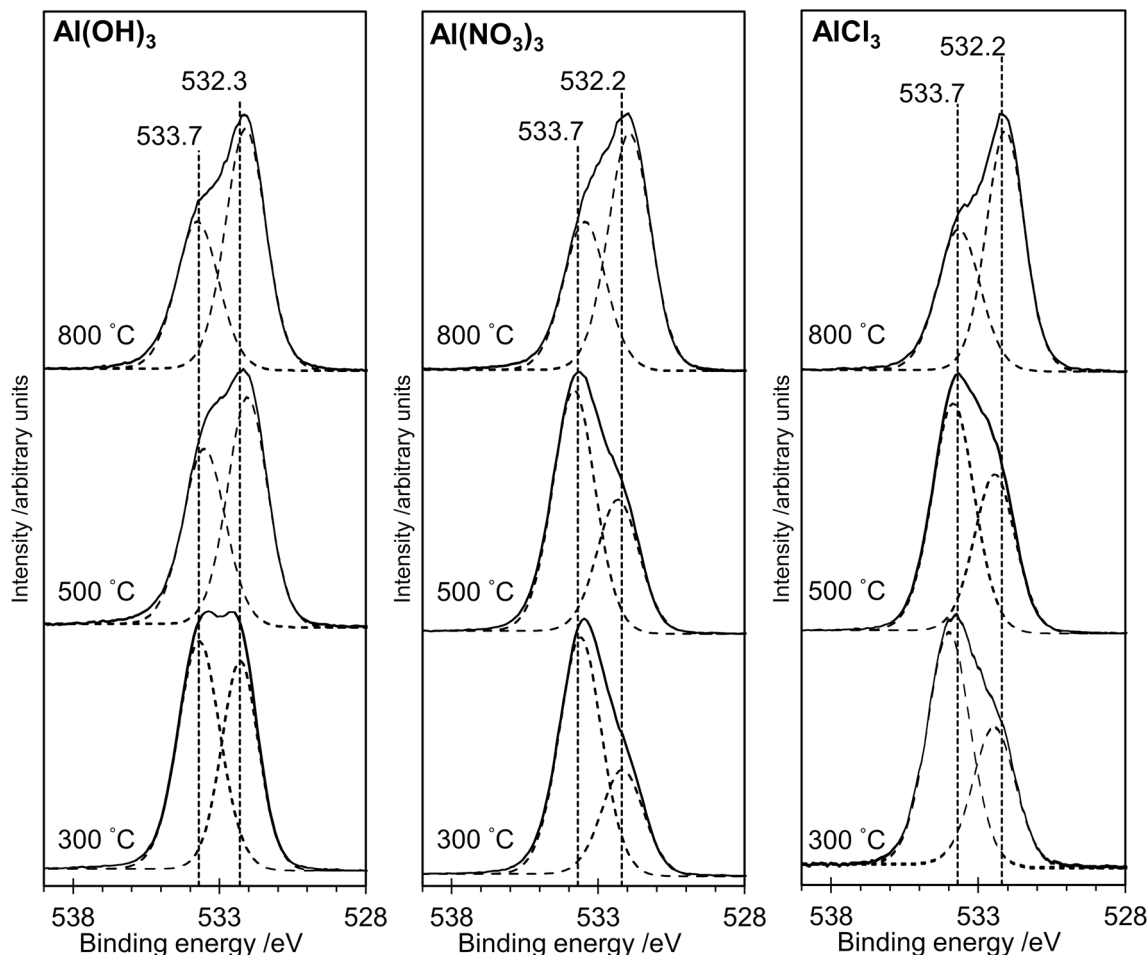 Al(OH)3
532.3
533.7
800 °C
500 °C
300 °C
538
533
528
Binding energy /eV
Intensity /arbitrary units
Al(NO3)3
532.2
533.7
800 °C
500 °C
300 °C
538
533
528
Binding energy /eV
Intensity /arbitrary units
AlCl3
532.2
533.7
800 °C
500 °C
300 °C
538
533
528
Binding energy /eV
Intensity /arbitrary units